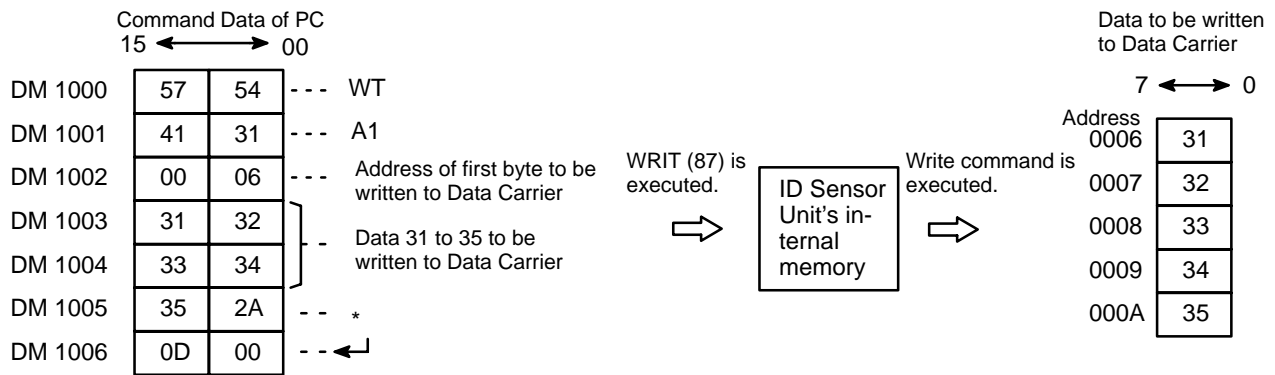 Command Data of PC
15 00
DM 1000 57 54 --- WT
DM 1001 41 31 --- A1
DM 1002 00 06 --- Address of first byte to be
written to Data Carrier
DM 1003 31 32
DM 1004 33 34
-- Data 31 to 35 to be
written to Data Carrier
DM 1005 35 2A -- *
DM 1006 0D 00 --
WRIT (87) is
executed.
ID Sensor
Unit's in-
ternal
memory
Write command is
executed.
Data to be written
to Data Carrier
7 0
Address
0006 31
0007 32
0008 33
0009 34
000A 35